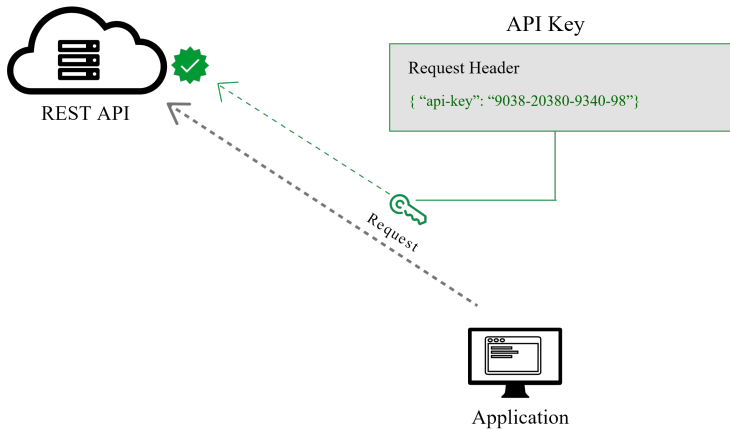 API Key
Request Header
{ “api-key”: “9038-20380-9340-98”}
REST API
Request
Application